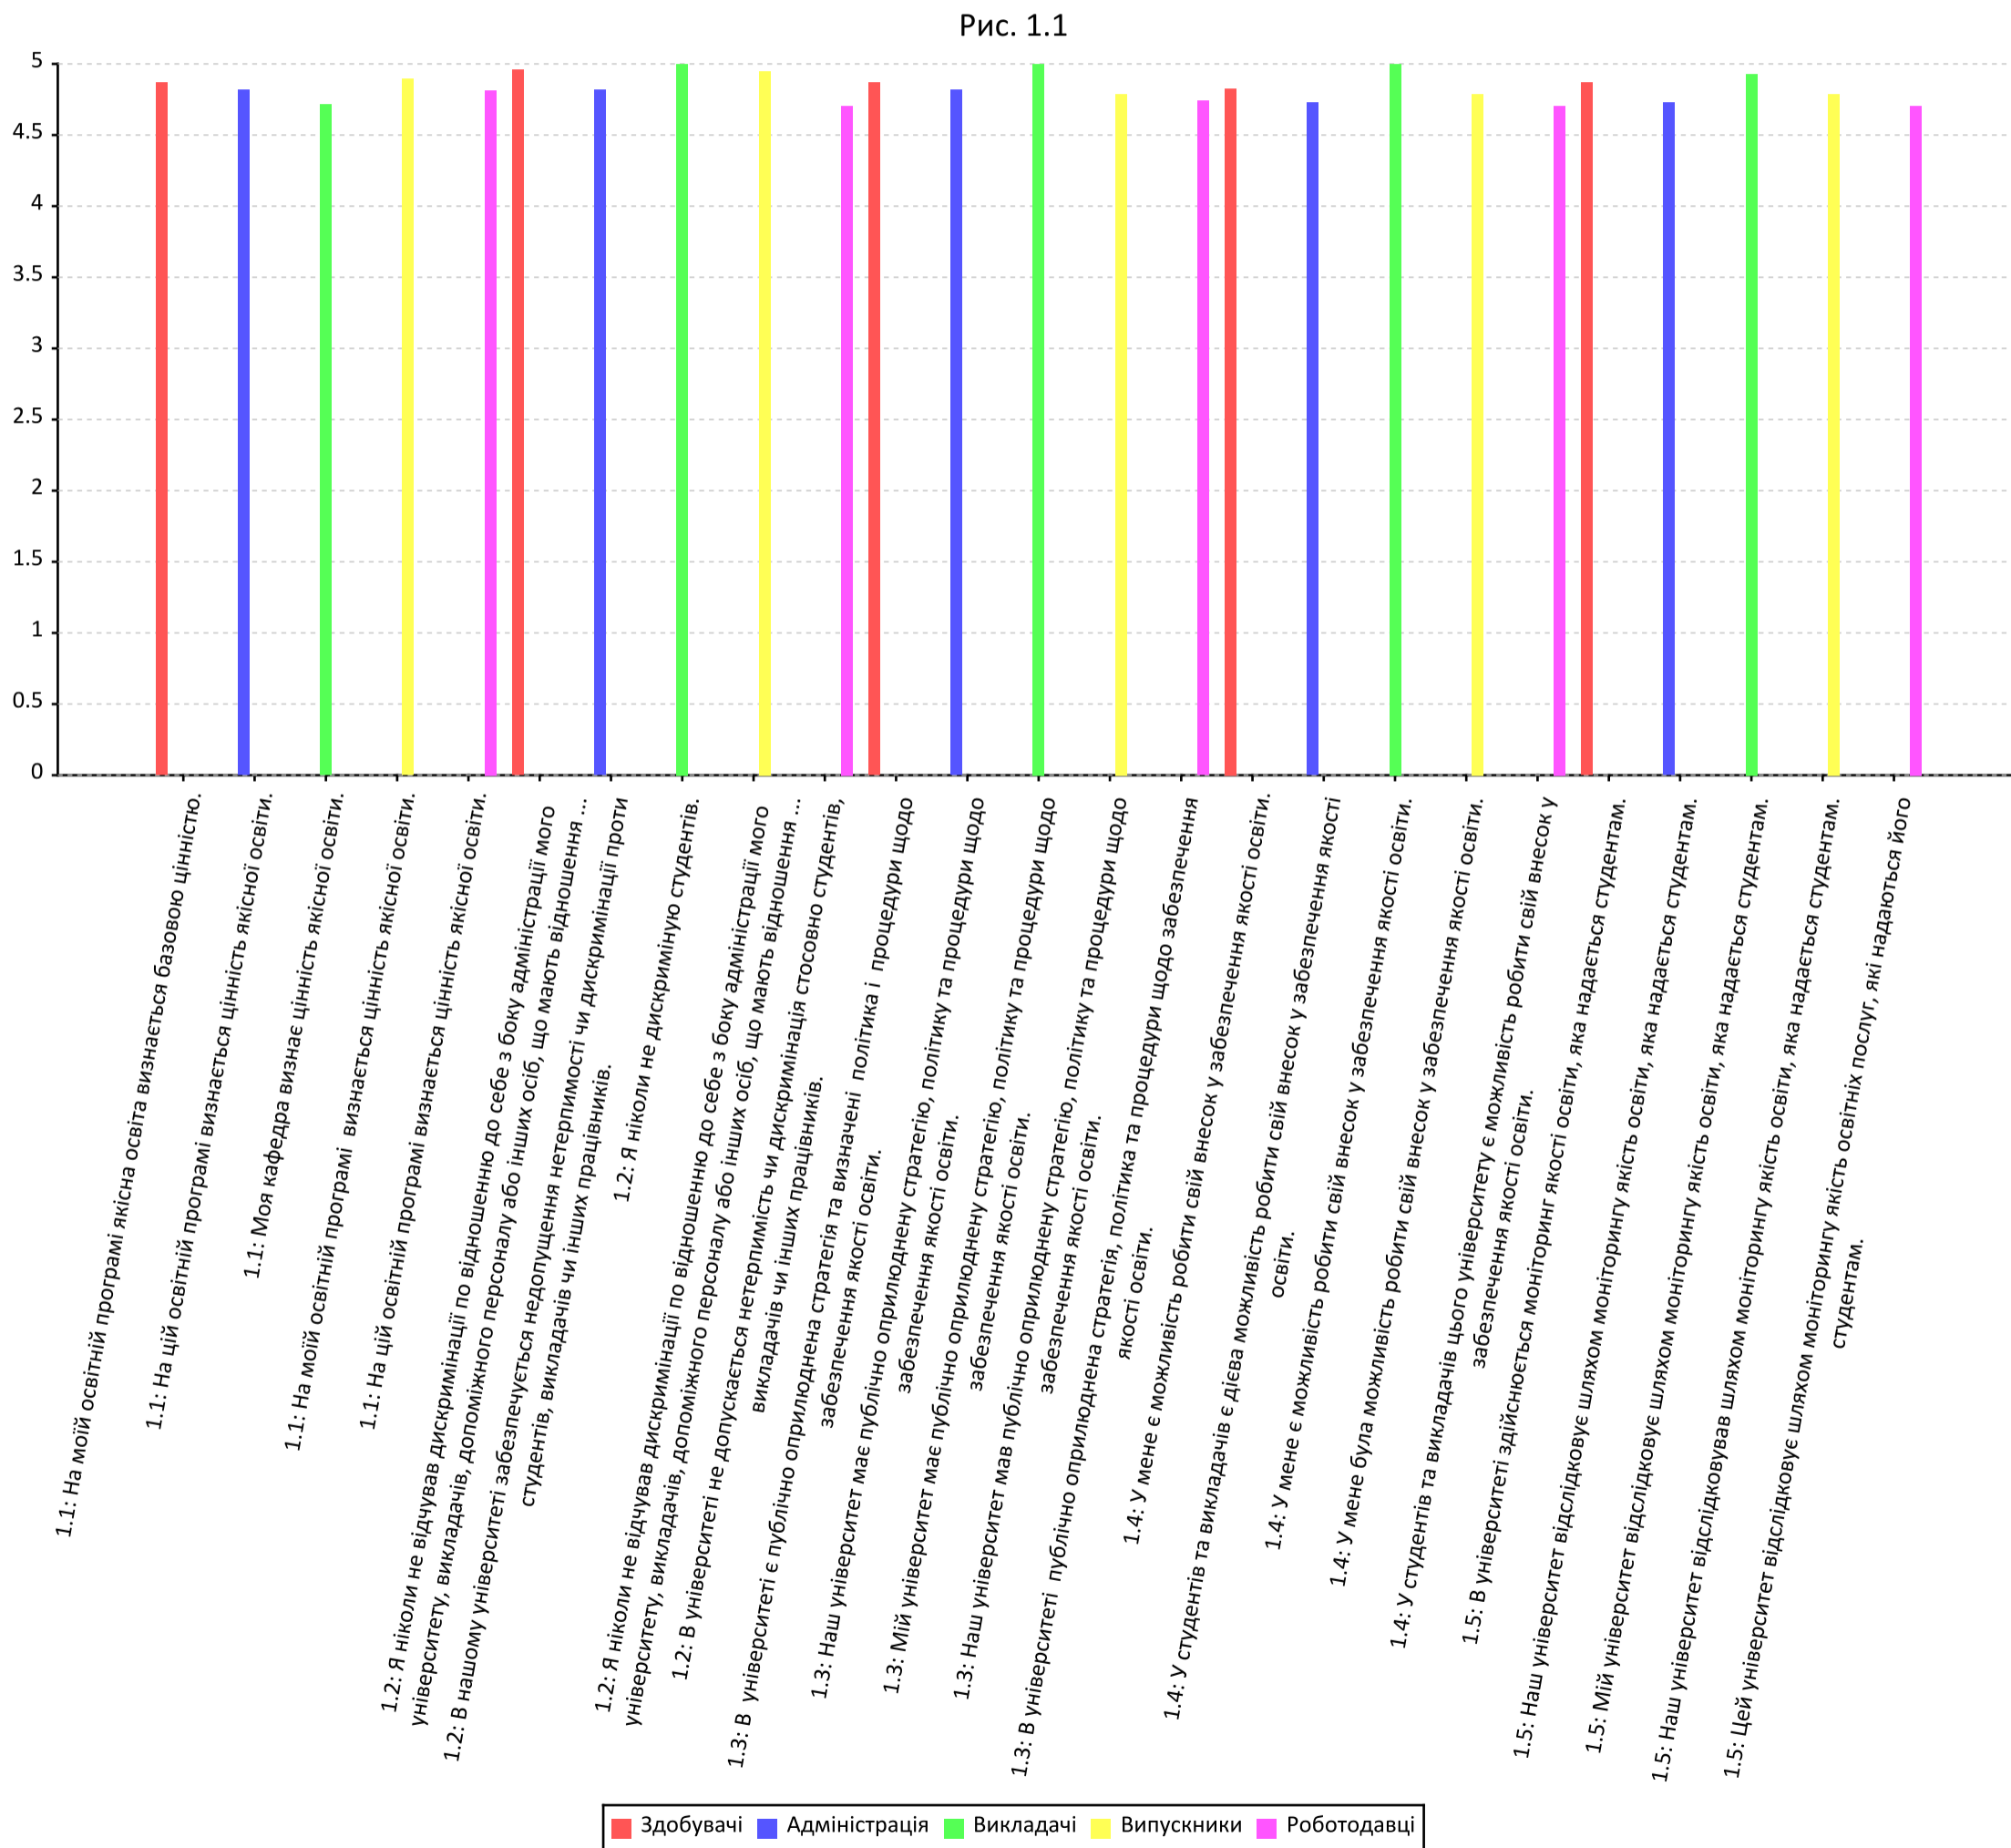 Рис. 1.1
5
4.5
4
3.5
3
2.5
2
1.5
1
0.5
0
1.1: На моїй освітній програмі якісна освіта визнається базовою цінністю.
1.1: На цій освітній програмі визнається цінність якісної освіти.
1.1: Моя кафедра визнає цінність якісної освіти.
1.1: На моїй освітній програмі  визнається цінність якісної освіти.
1.1: На цій освітній програмі визнається цінність якісної освіти.
1.2: Я ніколи не відчував дискримінації по відношенню до себе з боку адміністрації мого
університету, викладачів, допоміжного персоналу або інших осіб, що мають відношення ...
1.2: В нашому університеті забезпечується недопущення нетерпимості чи дискримінації проти
студентів, викладачів чи інших працівників.
1.2: Я ніколи не дискриміную студентів.
1.2: Я ніколи не відчував дискримінації по відношенню до себе з боку адміністрації мого
університету, викладачів, допоміжного персоналу або інших осіб, що мають відношення ...
1.2: В університеті не допускається нетерпимість чи дискримінація стосовно студентів,
викладачів чи інших працівників.
1.3: В  університеті є публічно оприлюднена стратегія та визначені  політика і  процедури щодо
забезпечення якості освіти.
1.3: Наш університет має публічно оприлюднену стратегію, політику та процедури щодо
забезпечення якості освіти.
1.3: Мій університет має публічно оприлюднену стратегію, політику та процедури щодо
забезпечення якості освіти.
1.3: Наш університет мав публічно оприлюднену стратегію, політику та процедури щодо
забезпечення якості освіти.
1.3: В університеті  публічно оприлюднена стратегія, політика та процедури щодо забезпечення
якості освіти.
1.4: У мене є можливість робити свій внесок у забезпечення якості освіти.
1.4: У студентів та викладачів є дієва можливість робити свій внесок у забезпечення якості
освіти.
1.4: У мене є можливість робити свій внесок у забезпечення якості освіти.
1.4: У мене була можливість робити свій внесок у забезпечення якості освіти.
1.4: У студентів та викладачів цього університету є можливість робити свій внесок у
забезпечення якості освіти.
1.5: В університеті здійснюється моніторинг якості освіти, яка надається студентам.
1.5: Наш університет відслідковує шляхом моніторингу якість освіти, яка надається студентам.
1.5: Мій університет відслідковує шляхом моніторингу якість освіти, яка надається студентам.
1.5: Наш університет відслідковував шляхом моніторингу якість освіти, яка надається студентам.
1.5: Цей університет відслідковує шляхом моніторингу якість освітніх послуг, які надаються його
студентам.
Здобувачі Адміністрація Викладачі Випускники Роботодавці